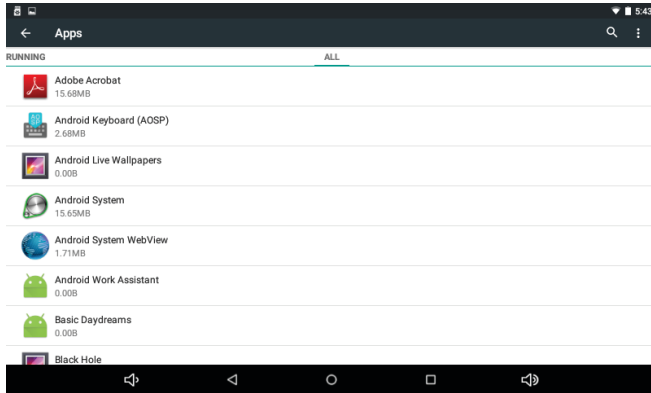 5:43
Apps
RUNNING
ALL
Adobe Acrobat
15.68MB
Android Keyboard (AOSP)
2.68MB
Android Live Wallpapers
0.00B
Android System
15.65MB
Android System WebView
1.71MB
Android Work Assistant
0.00B
Basic Daydreams
0.00B
Black Hole